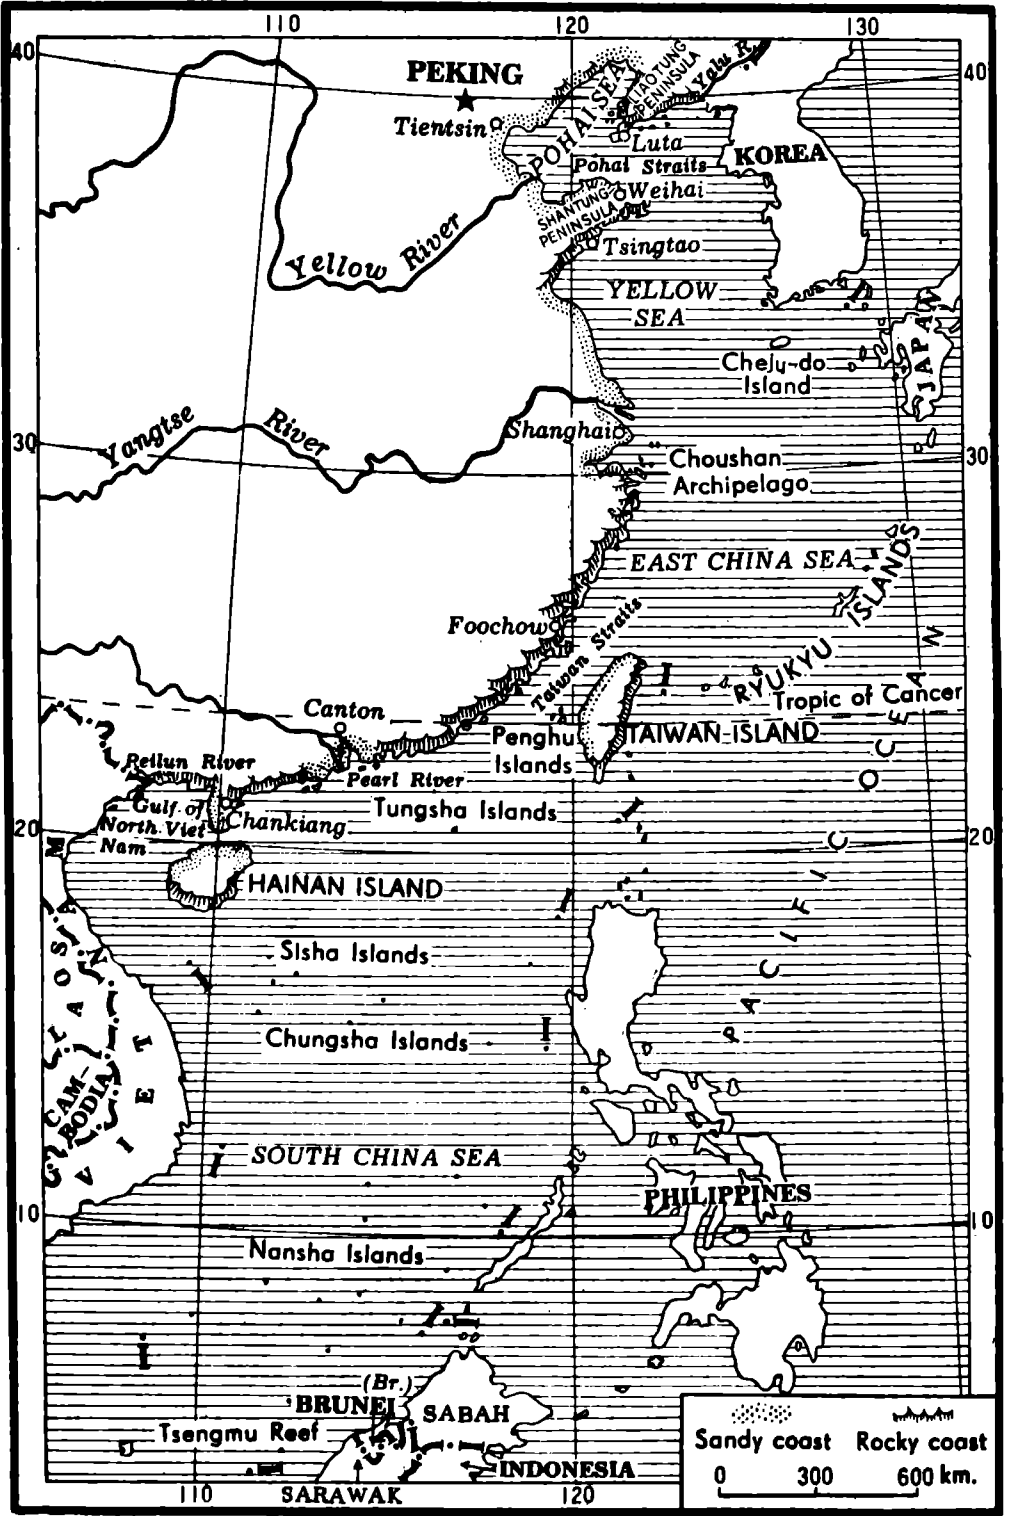 110
120
130
40
40
PEKING
Tientsin
POHAI SEA
LIAOTUNG
PENINSULA
Yalu R.
Luta
Pohai Straits
KOREA
Weihai
SHANTUNG
PENINSULA
Tsingtao
Yellow River
YELLOW
SEA
JAPAN
Cheju-do
Island
Yangtse River
30
30
Shanghai
Choushan
Archipelago
EAST CHINA SEA
RYUKYU ISLANDS
Foochow
Taiwan Straits
Tropic of Cancer
Canton
Penghu
Islands
TAIWAN ISLAND
Peilun River
Pearl River
PACIFIC OCEAN
Gulf of
North Viet
Nam
Chankiang
Tungsha Islands
20
20
HAINAN ISLAND
Sisha Islands
LAOS
Chungsha Islands
CAM-
BODIA
VIET NAM
SOUTH CHINA SEA
PHILIPPINES
10
10
Nansha Islands
(Br.)
BRUNEI
SABAH
Tsengmu Reef
INDONESIA
SARAWAK
110
120
Sandy coast
Rocky coast
0 300 600 km.